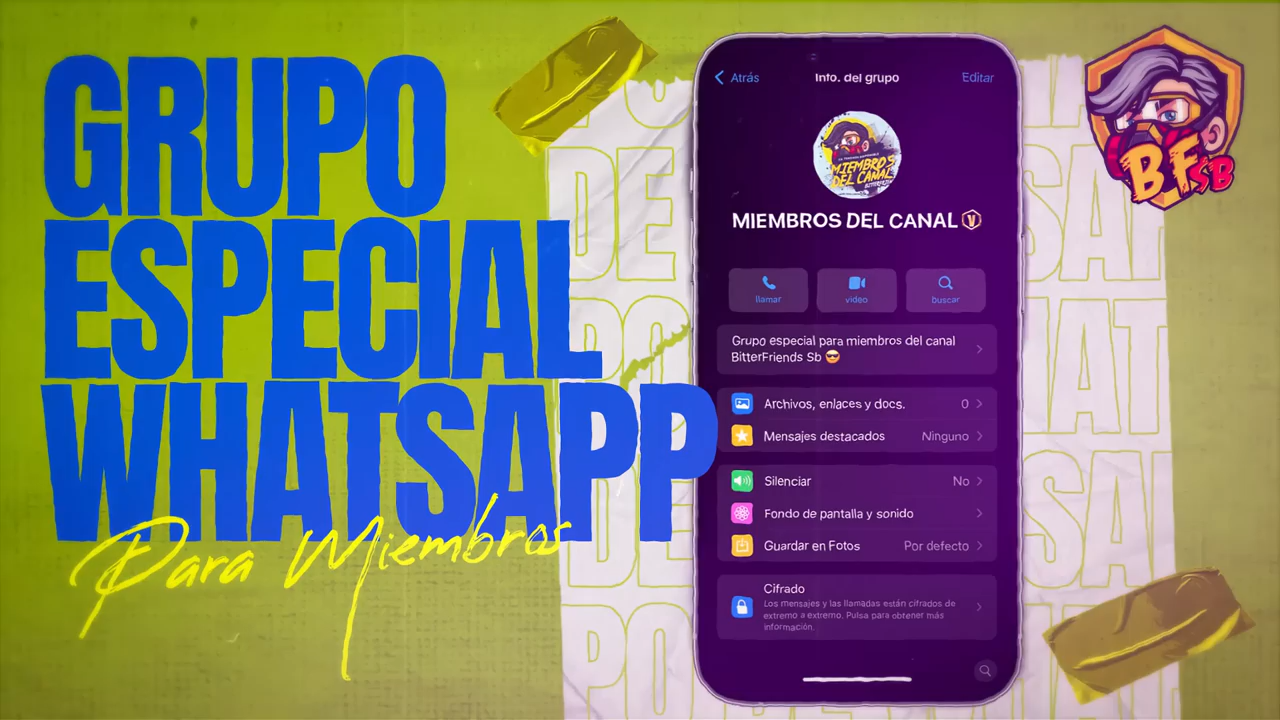 GRUPO
ESPECIAL
WHATSAPP
Para Miembros
Atrás
Info. del grupo
Editar
MIEMBROS
DEL CANAL
MIEMBROS DEL CANAL
llamar
video
buscar
Grupo especial para miembros del canal
BitterFriends Sb 😎
Archivos, enlaces y docs.
0
Mensajes destacados
Ninguno
Silenciar
No
Fondo de pantalla y sonido
Guardar en Fotos
Por defecto
Cifrado
Los mensajes y las llamadas están cifrados de
extremo a extremo. Pulsa para obtener más
información.
BFSB